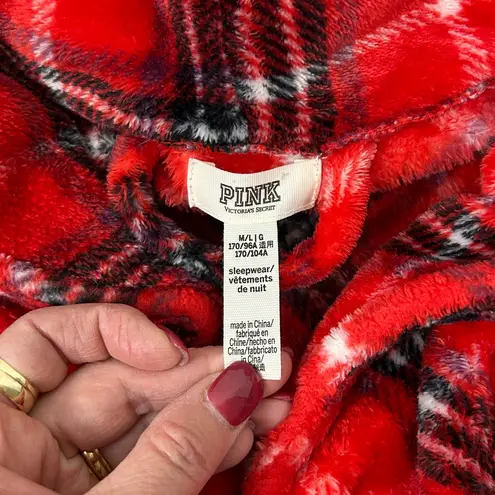 PINK
VICTORIA'S SECRET
M/L | G
170/96A 适用
170/104A
sleepwear/
vêtements
de nuit
made in China/
fabriqué en
Chine/hecho en
China/fabbricato
in Cina/